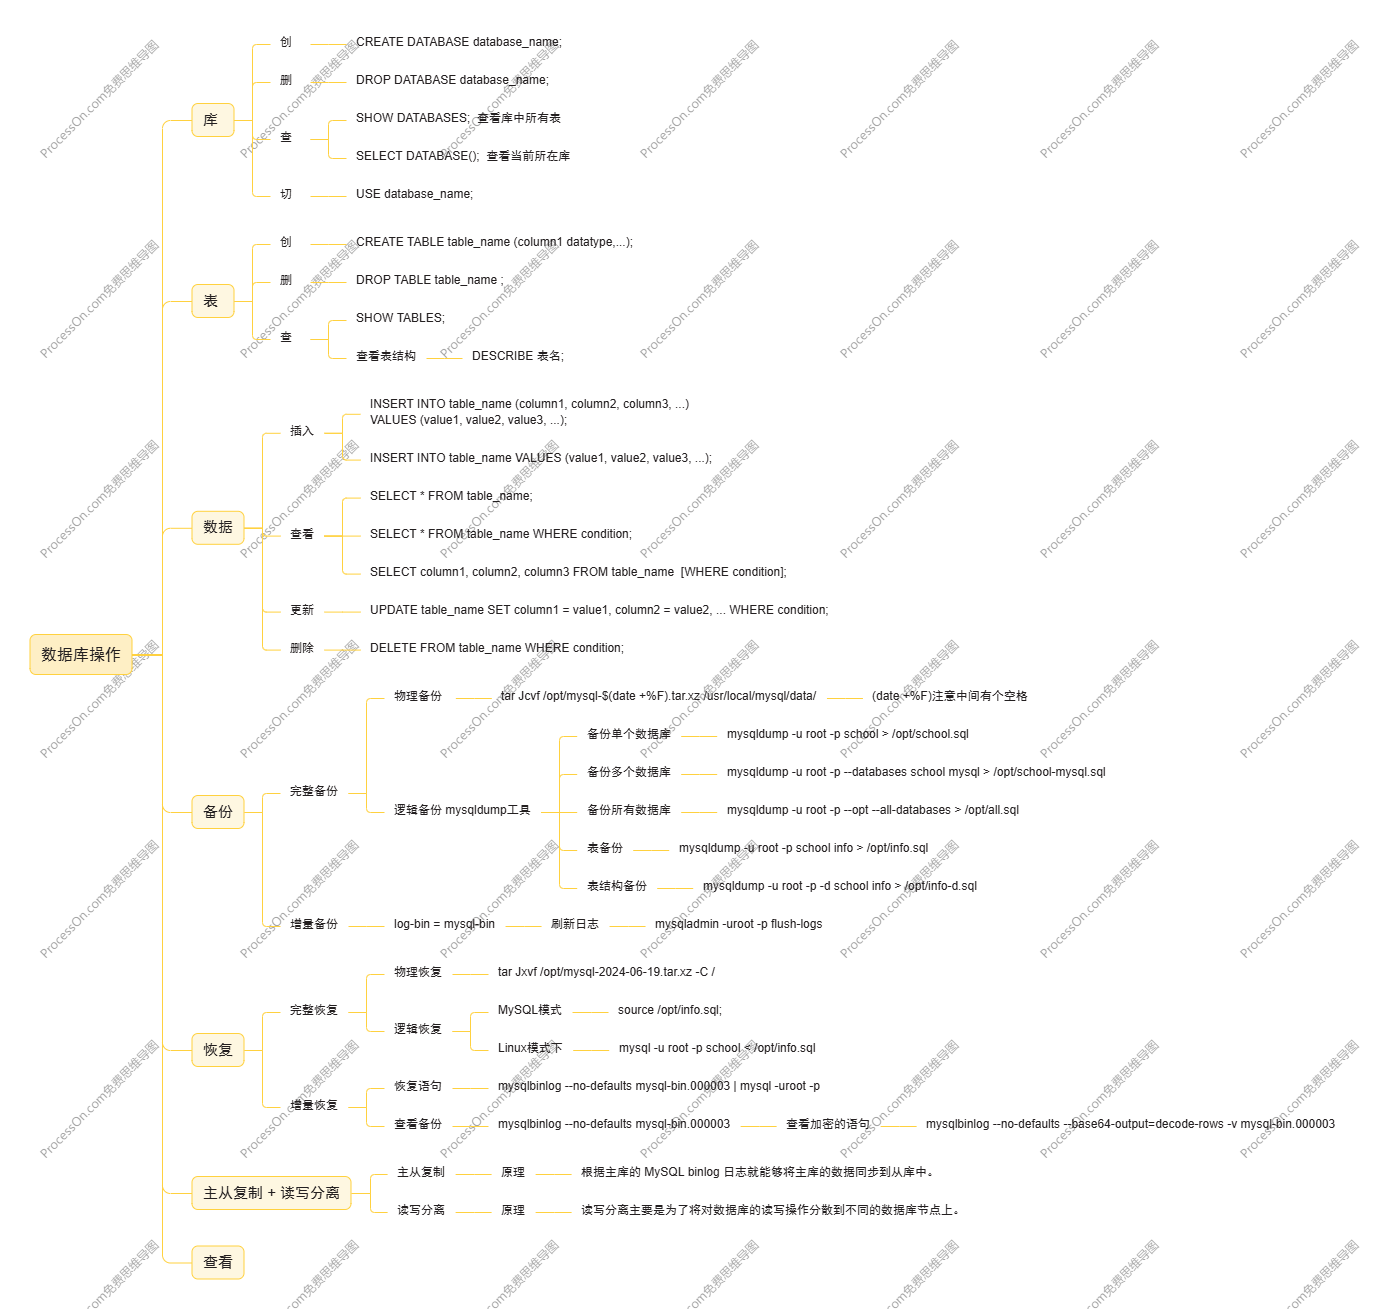 数据库操作
库
创
CREATE DATABASE database_name;
删
DROP DATABASE database_name;
查
SHOW DATABASES;  查看库中所有表
SELECT DATABASE();  查看当前所在库
切
USE database_name;
表
创
CREATE TABLE table_name (column1 datatype,...);
删
DROP TABLE table_name ;
查
SHOW TABLES;
查看表结构
DESCRIBE 表名;
数据
插入
INSERT INTO table_name (column1, column2, column3, ...)
VALUES (value1, value2, value3, ...);
INSERT INTO table_name VALUES (value1, value2, value3, ...);
查看
SELECT * FROM table_name;
SELECT * FROM table_name WHERE condition;
SELECT column1, column2, column3 FROM table_name  [WHERE condition];
更新
UPDATE table_name SET column1 = value1, column2 = value2, ... WHERE condition;
删除
DELETE FROM table_name WHERE condition;
备份
完整备份
物理备份
tar Jcvf /opt/mysql-$(date +%F).tar.xz /usr/local/mysql/data/
(date +%F)注意中间有个空格
逻辑备份 mysqldump工具
备份单个数据库
mysqldump -u root -p school > /opt/school.sql
备份多个数据库
mysqldump -u root -p --databases school mysql > /opt/school-mysql.sql
备份所有数据库
mysqldump -u root -p --opt --all-databases > /opt/all.sql
表备份
mysqldump -u root -p school info > /opt/info.sql
表结构备份
mysqldump -u root -p -d school info > /opt/info-d.sql
增量备份
log-bin = mysql-bin
刷新日志
mysqladmin -uroot -p flush-logs
恢复
完整恢复
物理恢复
tar Jxvf /opt/mysql-2024-06-19.tar.xz -C /
逻辑恢复
MySQL模式
source /opt/info.sql;
Linux模式下
mysql -u root -p school < /opt/info.sql
增量恢复
恢复语句
mysqlbinlog --no-defaults mysql-bin.000003 | mysql -uroot -p
查看备份
mysqlbinlog --no-defaults mysql-bin.000003
查看加密的语句
mysqlbinlog --no-defaults --base64-output=decode-rows -v mysql-bin.000003
主从复制 + 读写分离
主从复制
原理
根据主库的 MySQL binlog 日志就能够将主库的数据同步到从库中。
读写分离
原理
读写分离主要是为了将对数据库的读写操作分散到不同的数据库节点上。
查看
ProcessOn.com免费思维导图